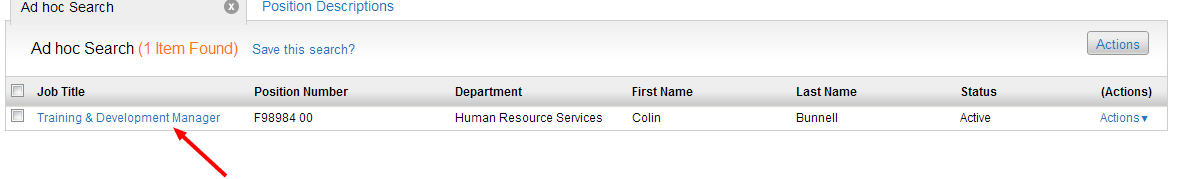 Ad hoc Search x Position Descriptions
Ad hoc Search (1 Item Found) Save this search? Actions
Job Title Position Number Department First Name Last Name Status (Actions)
Training & Development Manager F98984 00 Human Resource Services Colin Bunnell Active Actions ▾